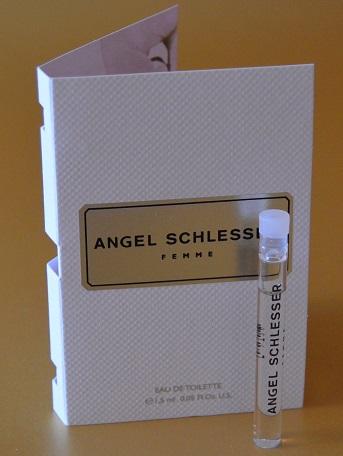 ANGEL SCHLESSER
FEMME
EAU DE TOILETTE
℮ 1,5 ml 0.05 Fl. Oz. U.S.
ANGEL SCHLESSER